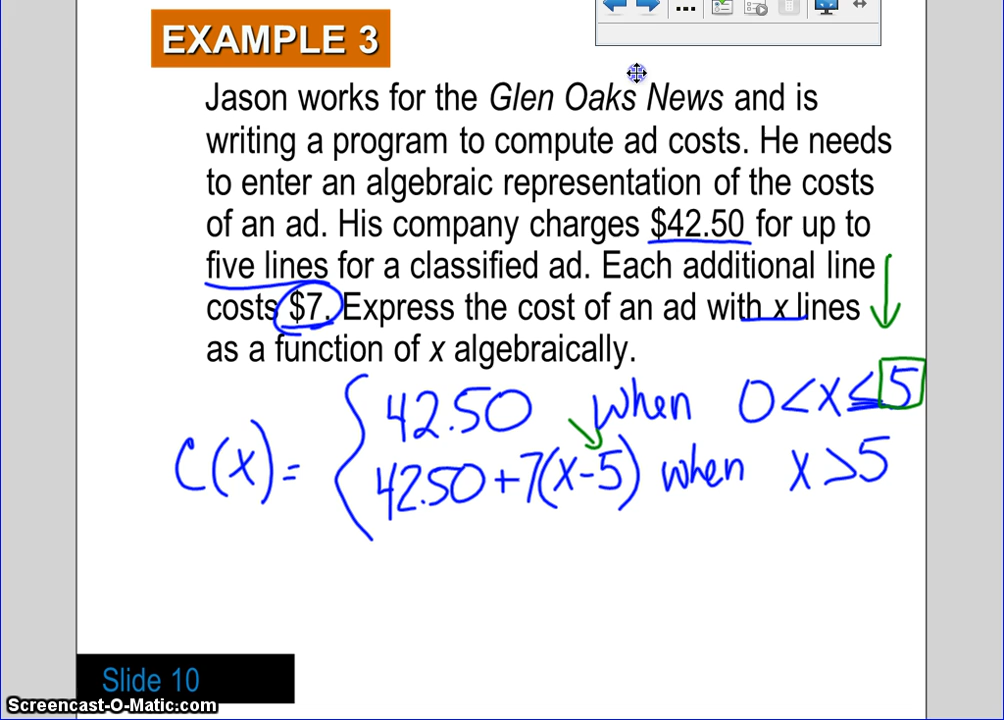 EXAMPLE 3
Jason works for the Glen Oaks News and is
writing a program to compute ad costs. He needs
to enter an algebraic representation of the costs
of an ad. His company charges $42.50 for up to
five lines for a classified ad. Each additional line
costs $7. Express the cost of an ad with x lines
as a function of x algebraically.
42.50 when 0<x≤5
C(x)=
42.50+7(x-5) when x>5
Slide 10
Screencast-O-Matic.com